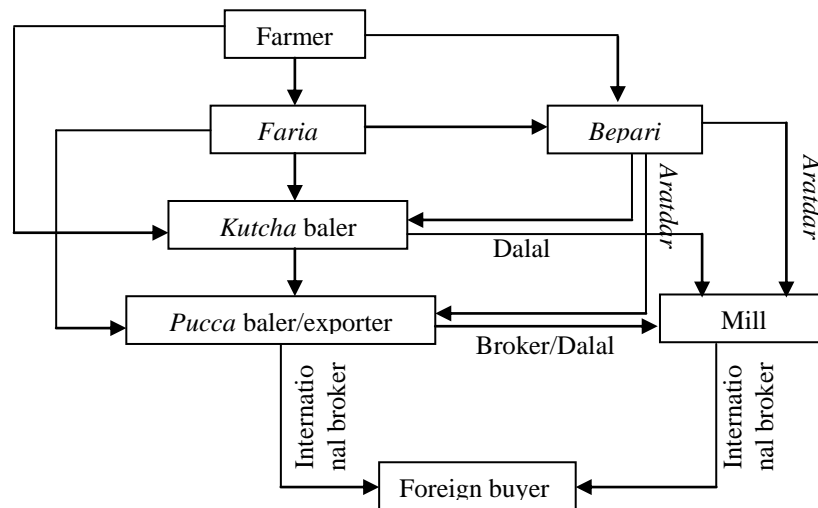 Farmer
Faria
Bepari
Aratdar
Aratdar
Kutcha baler
Dalal
Pucca baler/exporter
Mill
Broker/Dalal
Internatio
nal broker
Internatio
nal broker
Foreign buyer